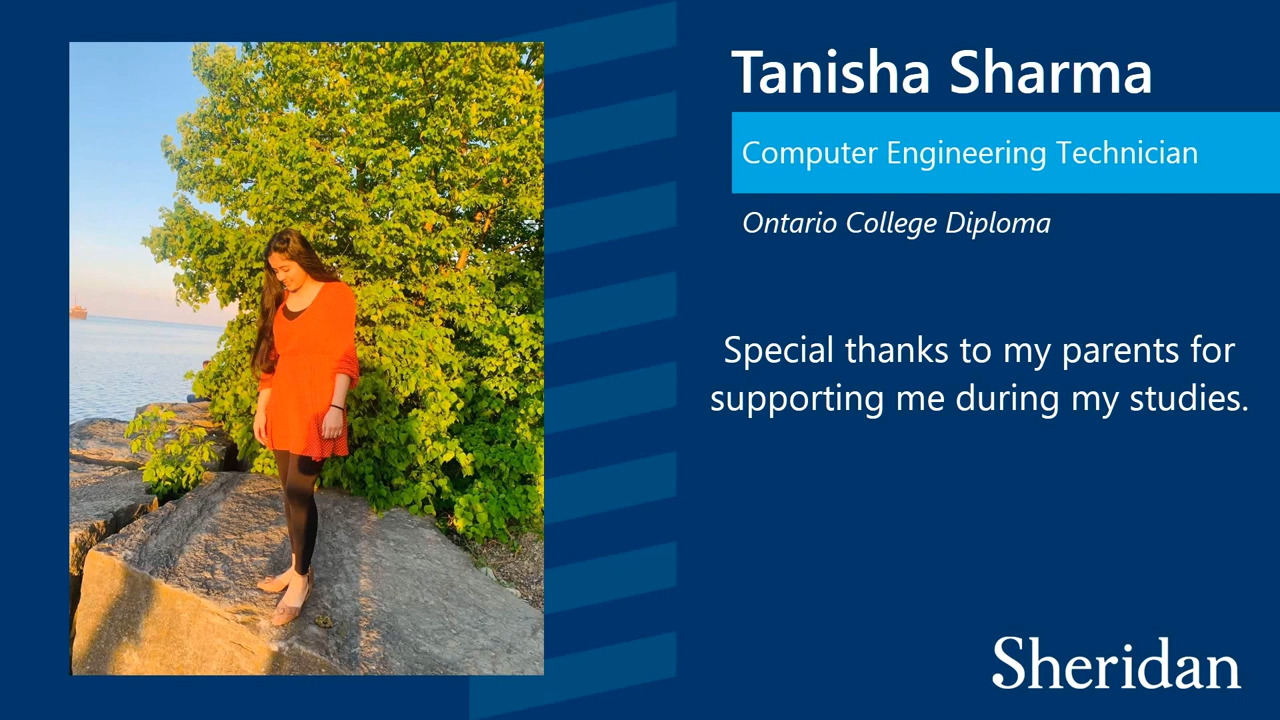 Tanisha Sharma
Computer Engineering Technician
Ontario College Diploma
Special thanks to my parents for
supporting me during my studies.
Sheridan